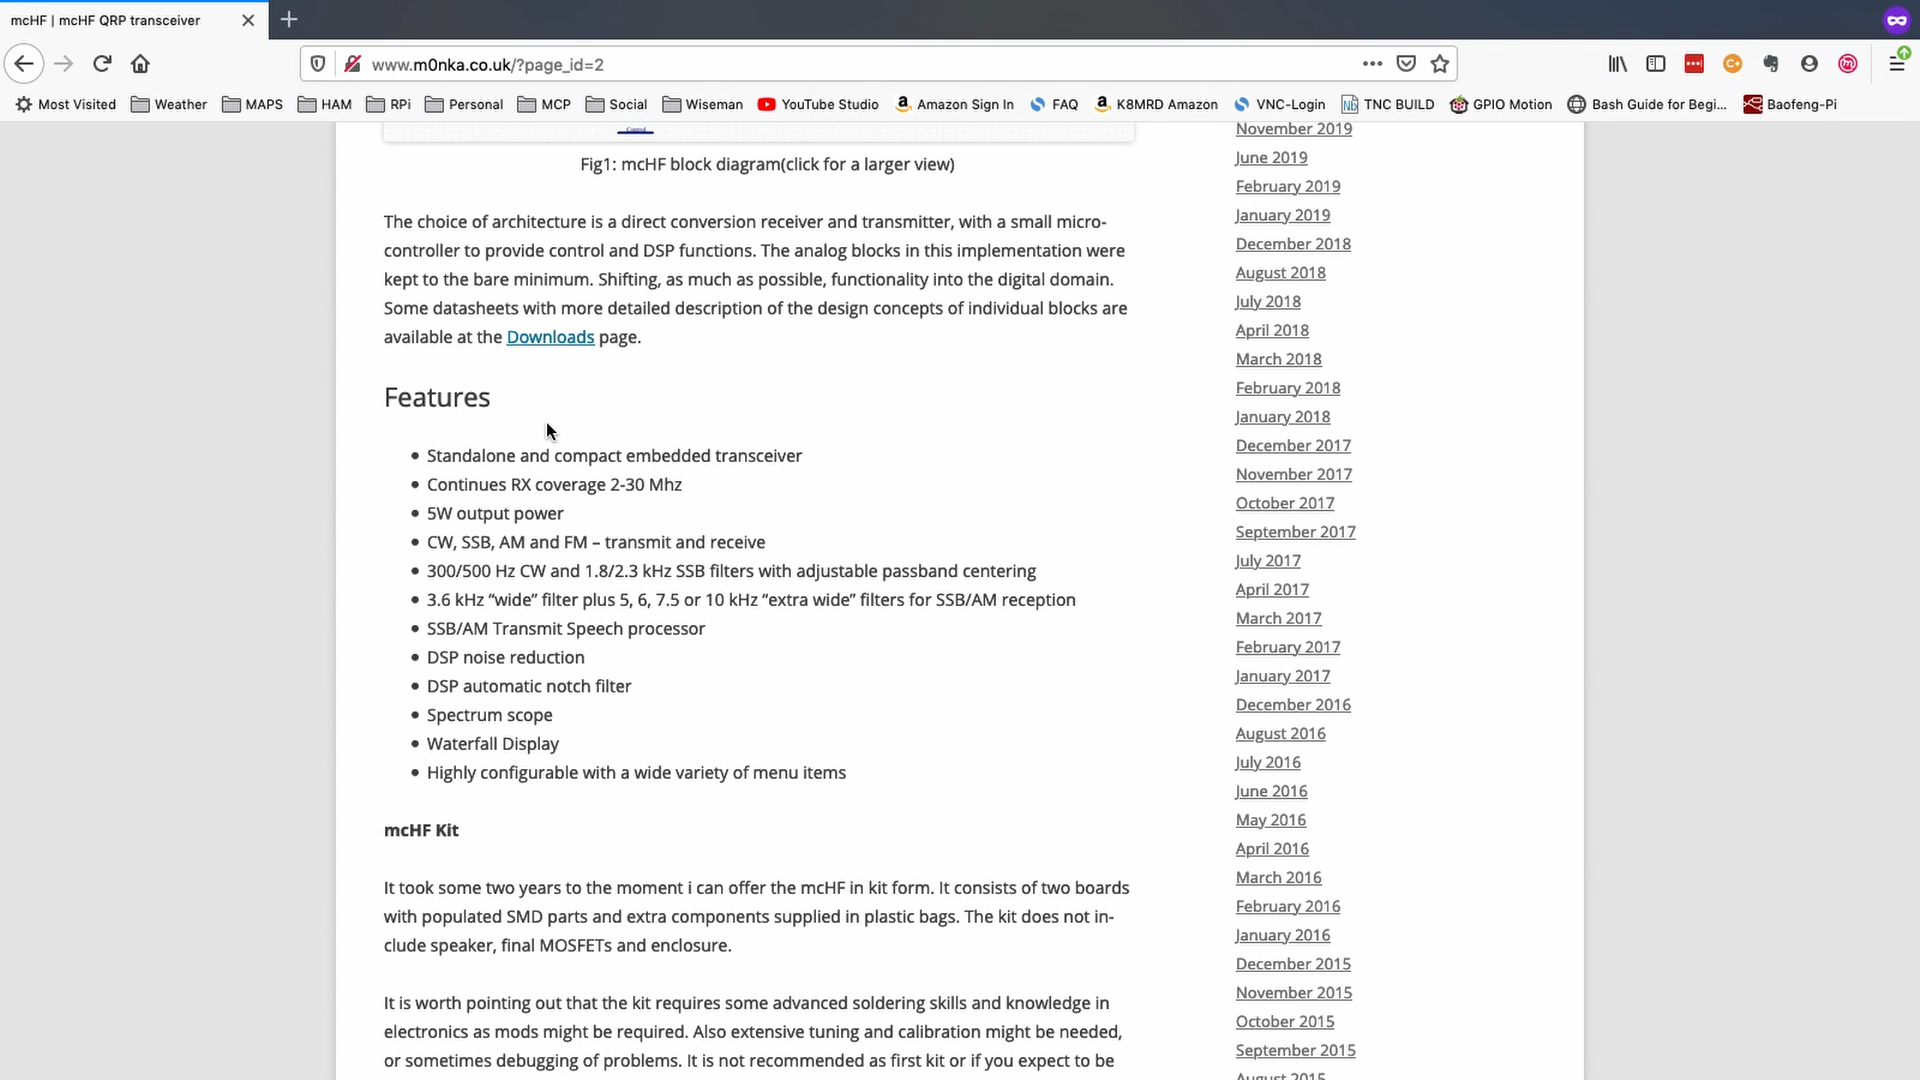 mcHF | mcHF QRP transceiver
www.m0nka.co.uk/?page_id=2
Most Visited Weather MAPS HAM RPi Personal MCP Social Wiseman YouTube Studio Amazon Sign In FAQ K8MRD Amazon VNC-Login TNC BUILD GPIO Motion Bash Guide for Begi... Baofeng-Pi
Control
Fig1: mcHF block diagram(click for a larger view)
The choice of architecture is a direct conversion receiver and transmitter, with a small micro-
controller to provide control and DSP functions. The analog blocks in this implementation were
kept to the bare minimum. Shifting, as much as possible, functionality into the digital domain.
Some datasheets with more detailed description of the design concepts of individual blocks are
available at the Downloads page.
Features
• Standalone and compact embedded transceiver
• Continues RX coverage 2-30 Mhz
• 5W output power
• CW, SSB, AM and FM – transmit and receive
• 300/500 Hz CW and 1.8/2.3 kHz SSB filters with adjustable passband centering
• 3.6 kHz “wide” filter plus 5, 6, 7.5 or 10 kHz “extra wide” filters for SSB/AM reception
• SSB/AM Transmit Speech processor
• DSP noise reduction
• DSP automatic notch filter
• Spectrum scope
• Waterfall Display
• Highly configurable with a wide variety of menu items
mcHF Kit
It took some two years to the moment i can offer the mcHF in kit form. It consists of two boards
with populated SMD parts and extra components supplied in plastic bags. The kit does not in-
clude speaker, final MOSFETs and enclosure.
It is worth pointing out that the kit requires some advanced soldering skills and knowledge in
electronics as mods might be required. Also extensive tuning and calibration might be needed,
or sometimes debugging of problems. It is not recommended as first kit or if you expect to be
November 2019
June 2019
February 2019
January 2019
December 2018
August 2018
July 2018
April 2018
March 2018
February 2018
January 2018
December 2017
November 2017
October 2017
September 2017
July 2017
April 2017
March 2017
February 2017
January 2017
December 2016
August 2016
July 2016
June 2016
May 2016
April 2016
March 2016
February 2016
January 2016
December 2015
November 2015
October 2015
September 2015
August 2015